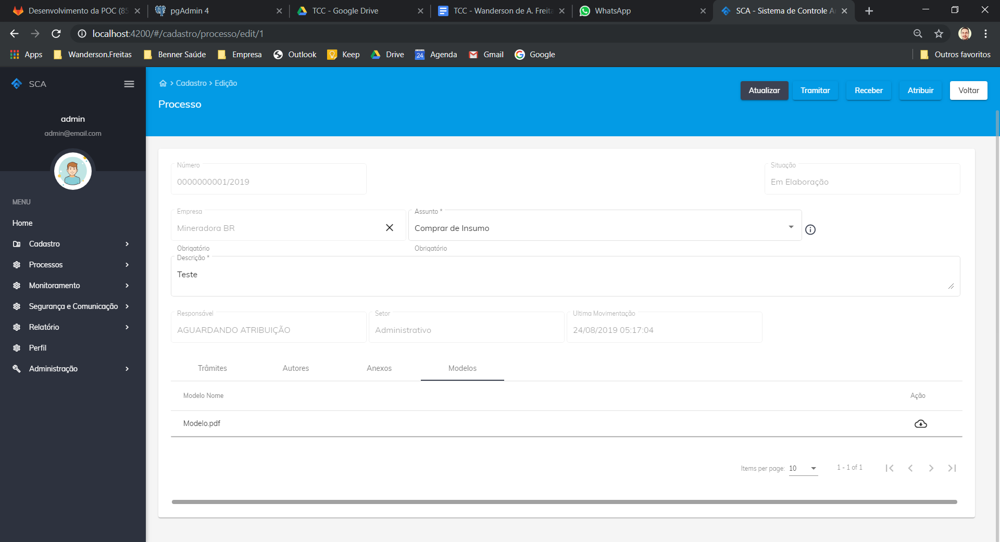 Desenvolvimento da POC (85
pgAdmin 4
TCC - Google Drive
TCC - Wanderson de A. Freita
WhatsApp
SCA - Sistema de Controle A
localhost:4200/#/cadastro/processo/edit/1
Apps
Wanderson.Freitas
Benner Saúde
Empresa
Outlook
Keep
Drive
24
Agenda
Gmail
Google
Outros favoritos
SCA
admin
admin@email.com
MENU
Home
Cadastro
Processos
Monitoramento
Segurança e Comunicação
Relatório
Perfil
Administração
> Cadastro > Edição
Processo
Atualizar
Tramitar
Receber
Atribuir
Voltar
Número
0000000001/2019
Situação
Em Elaboração
Empresa
Mineradora BR
Obrigatório
Assunto *
Comprar de Insumo
Obrigatório
Descrição *
Teste
Responsável
AGUARDANDO ATRIBUIÇÃO
Setor
Administrativo
Ultima Movimentação
24/08/2019 05:17:04
Trâmites
Autores
Anexos
Modelos
Modelo Nome
Ação
Modelo.pdf
Items per page: 10
1 - 1 of 1